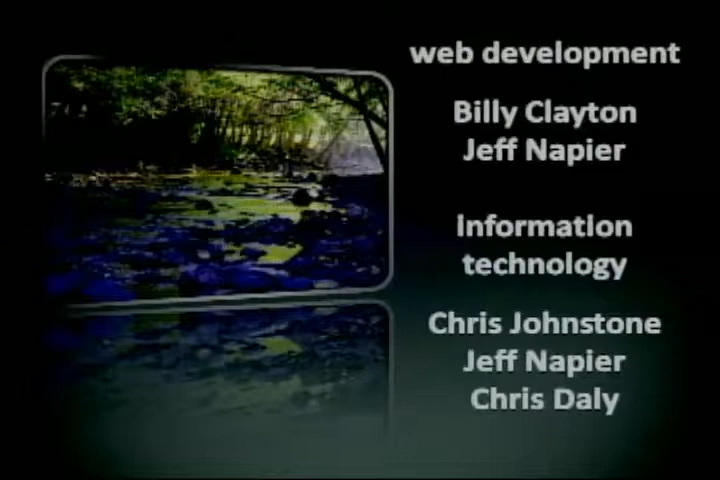 web development
Billy Clayton
Jeff Napier
information
technology
Chris Johnstone
Jeff Napier
Chris Daly